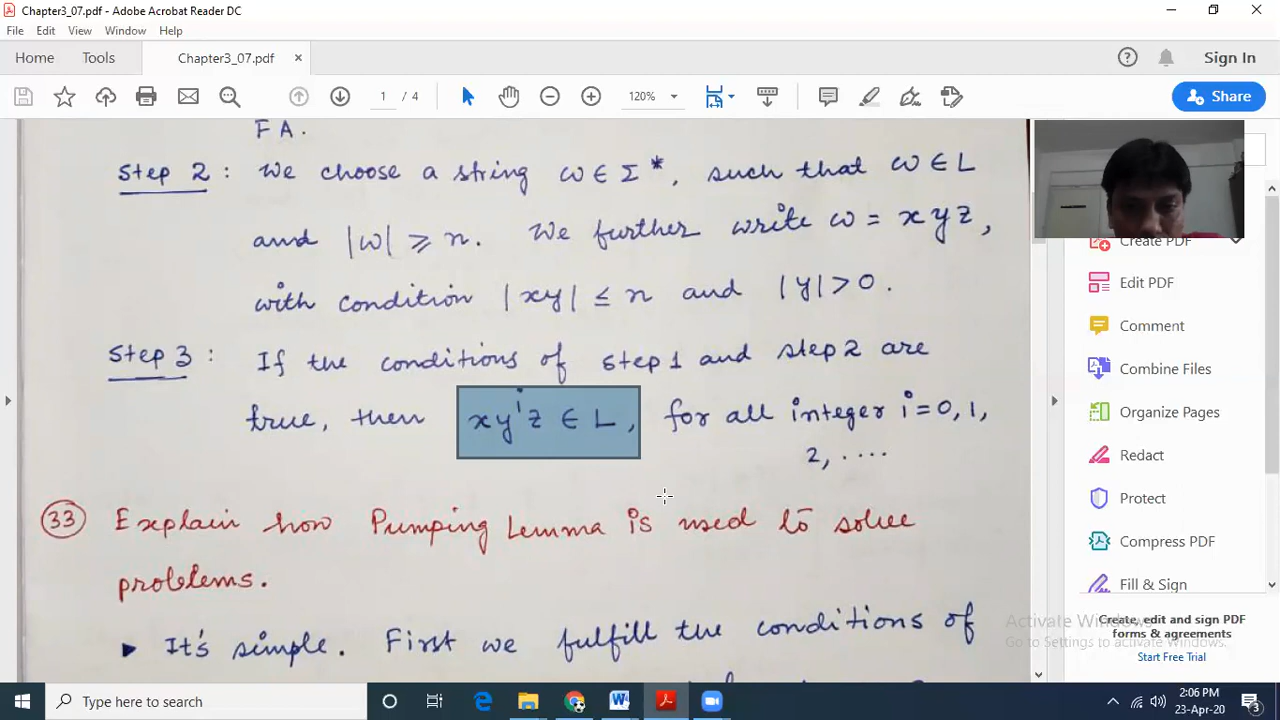 Chapter3_07.pdf - Adobe Acrobat Reader DC
File Edit View Window Help
Home Tools Chapter3_07.pdf × Sign In
1 / 4 120% Share
FA.
Step 2 : We choose a string ω ∈ Σ*, such that ω ∈ L
and |ω| ⩾ n. We further write ω = x y z,
with condition |xy| ≤ n and |y| > 0.
Step 3 : If the conditions of step 1 and step 2 are
true, then xyⁱz ∈ L, for all integer i = 0, 1,
2, ....
33 Explain how Pumping Lemma is used to solve
problems.
► It's simple. First we fulfill the conditions of
Create PDF
Edit PDF
Comment
Combine Files
Organize Pages
Redact
Protect
Compress PDF
Fill & Sign
Create, edit and sign PDF
forms & agreements
Start Free Trial
Activate Windows
Go to Settings to activate Windows.
Type here to search
2:06 PM
23-Apr-20
3